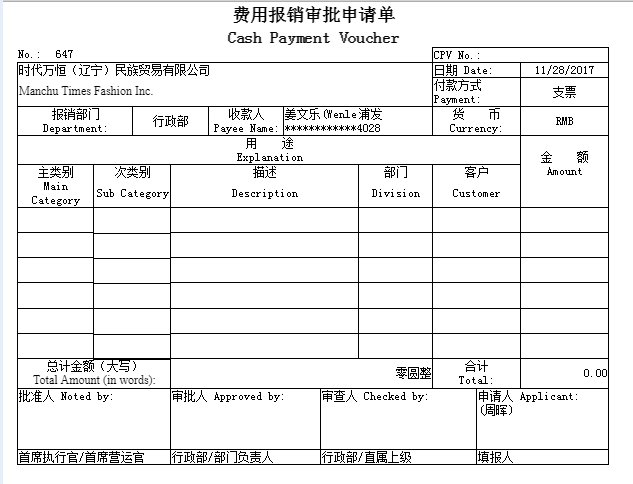 费用报销审批申请单
Cash Payment Voucher
No.: 647
CPV No.:
时代万恒（辽宁）民族贸易有限公司
日期 Date: 11/28/2017
Manchu Times Fashion Inc.
付款方式
Payment: 支票
报销部门
Department: 行政部
收款人
Payee Name: 姜文乐(Wenle浦发
************4028
货 币
Currency: RMB
用 途
Explanation
金 额
Amount
主类别
Main
Category
次类别
Sub Category
描述
Description
部门
Division
客户
Customer
总计金额（大写）
Total Amount (in words):
零圆整
合计
Total: 0.00
批准人 Noted by:
审批人 Approved by:
审查人 Checked by:
申请人 Applicant:
(周晖)
首席执行官/首席营运官
行政部/部门负责人
行政部/直属上级
填报人